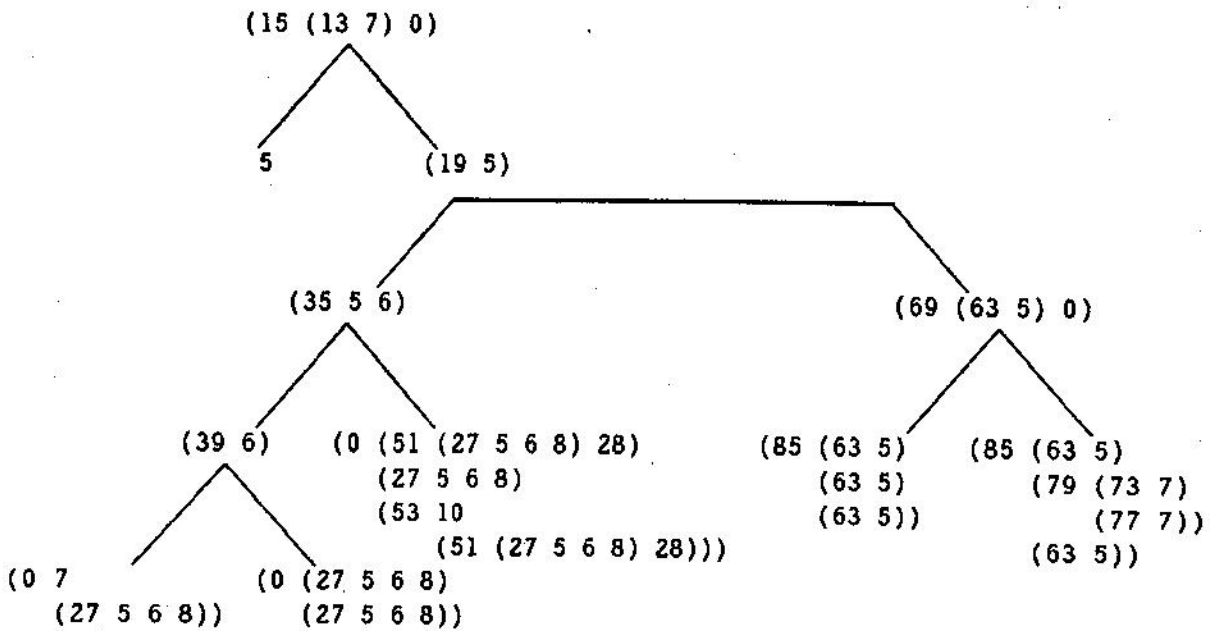 (15 (13 7) 0)
5 (19 5)
(35 5 6) (69 (63 5) 0)
(39 6) (0 (51 (27 5 6 8) 28) (85 (63 5) (85 (63 5)
(27 5 6 8) (63 5) (79 (73 7)
(53 10 (63 5)) (77 7))
(51 (27 5 6 8) 28))) (63 5))
(0 7 (0 (27 5 6 8)
(27 5 6 8)) (27 5 6 8))